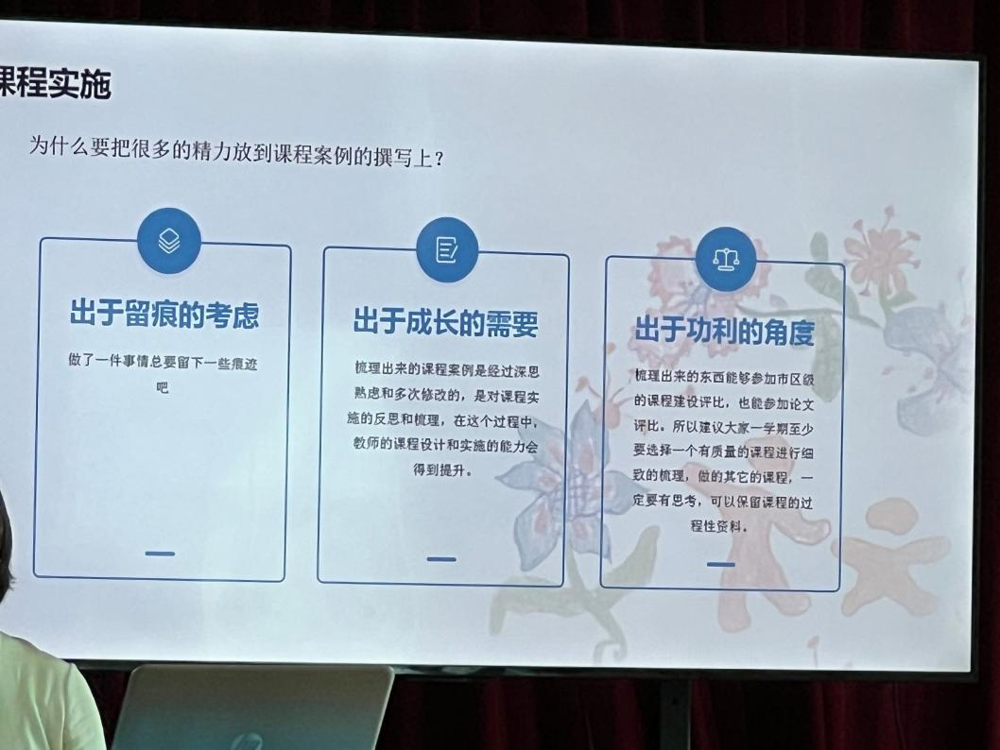 课程实施
为什么要把很多的精力放到课程案例的撰写上？
出于留痕的考虑
做了一件事情总要留下一些痕迹
吧
出于成长的需要
梳理出来的课程案例是经过深思
熟虑和多次修改的，是对课程实
施的反思和梳理，在这个过程中，
教师的课程设计和实施的能力会
得到提升。
出于功利的角度
梳理出来的东西能够参加市区级
的课程建设评比，也能参加论文
评比。所以建议大家一学期至少
要选择一个有质量的课程进行细
致的梳理，做的其它的课程，一
定要有思考，可以保留课程的过
程性资料。
hp